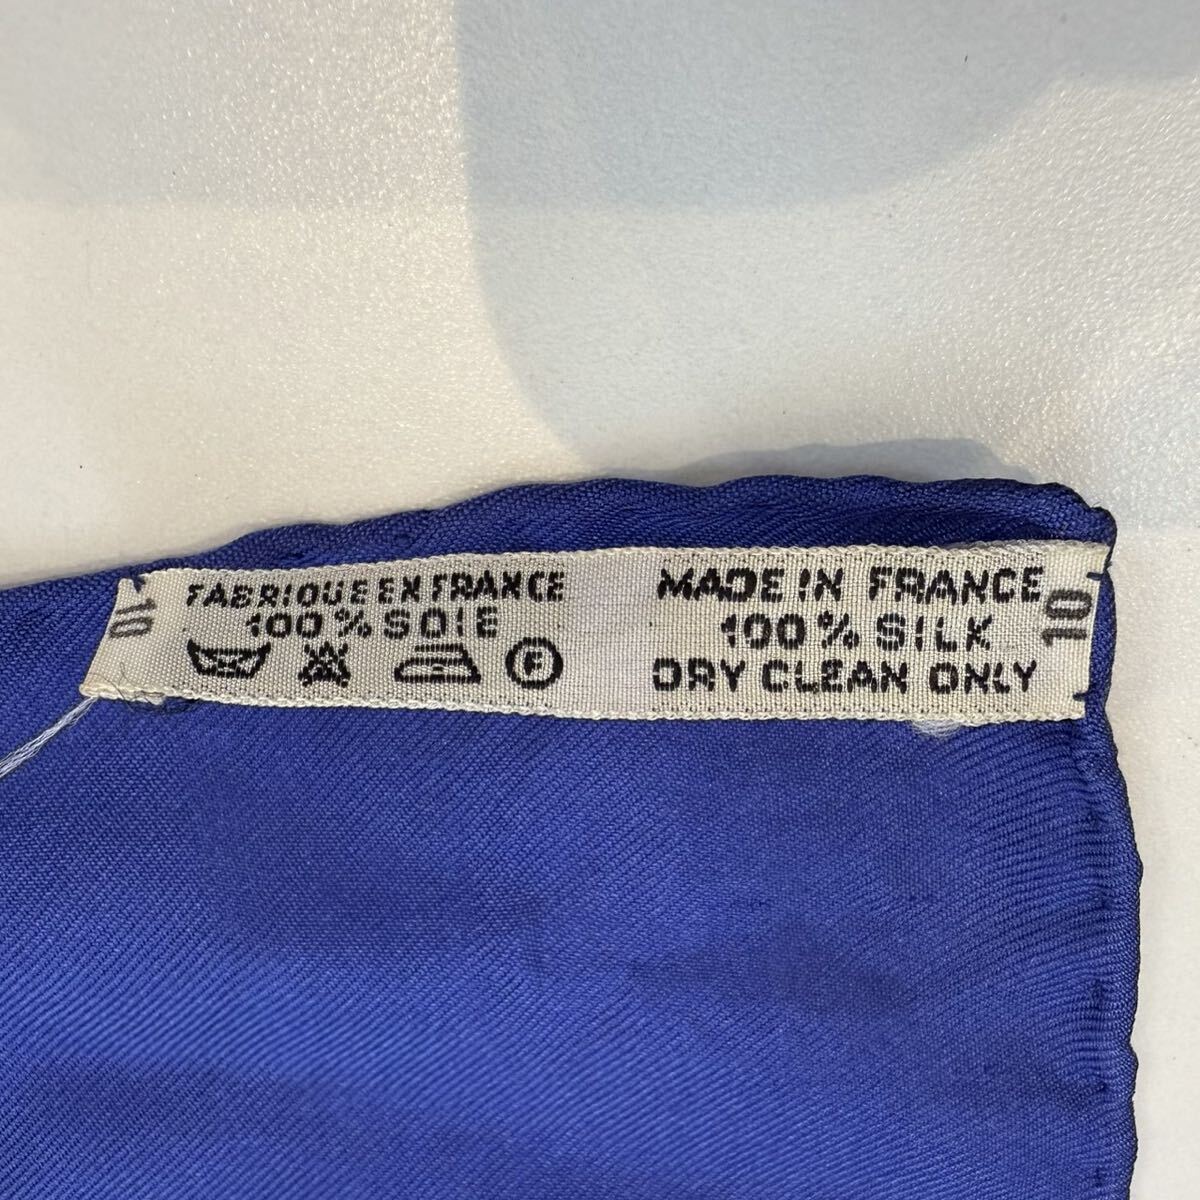 FABRIQUE EN FRANCE
100% SOIE
F
10
MADE IN FRANCE
100% SILK
DRY CLEAN ONLY
10